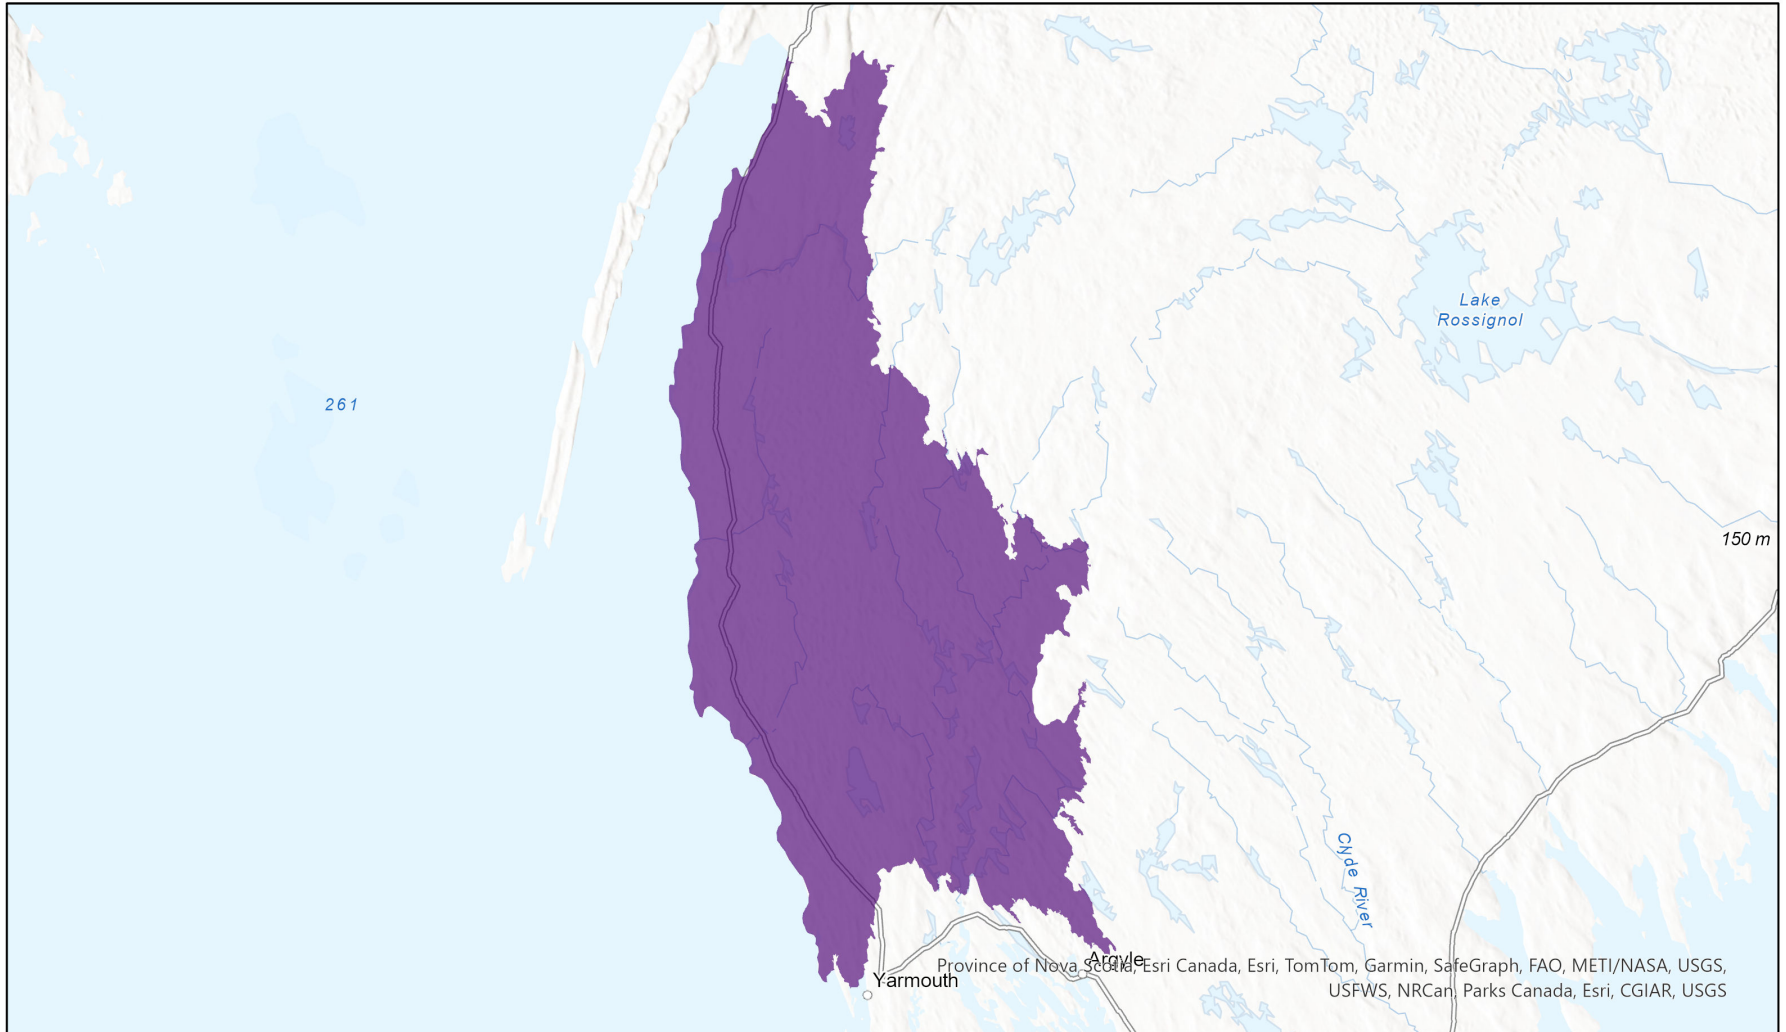 Lake
Rossignol
261
150 m
Clyde River
Argyle
Province of Nova Scotia, Esri Canada, Esri, TomTom, Garmin, SafeGraph, FAO, METI/NASA, USGS,
Yarmouth
USFWS, NRCan, Parks Canada, Esri, CGIAR, USGS